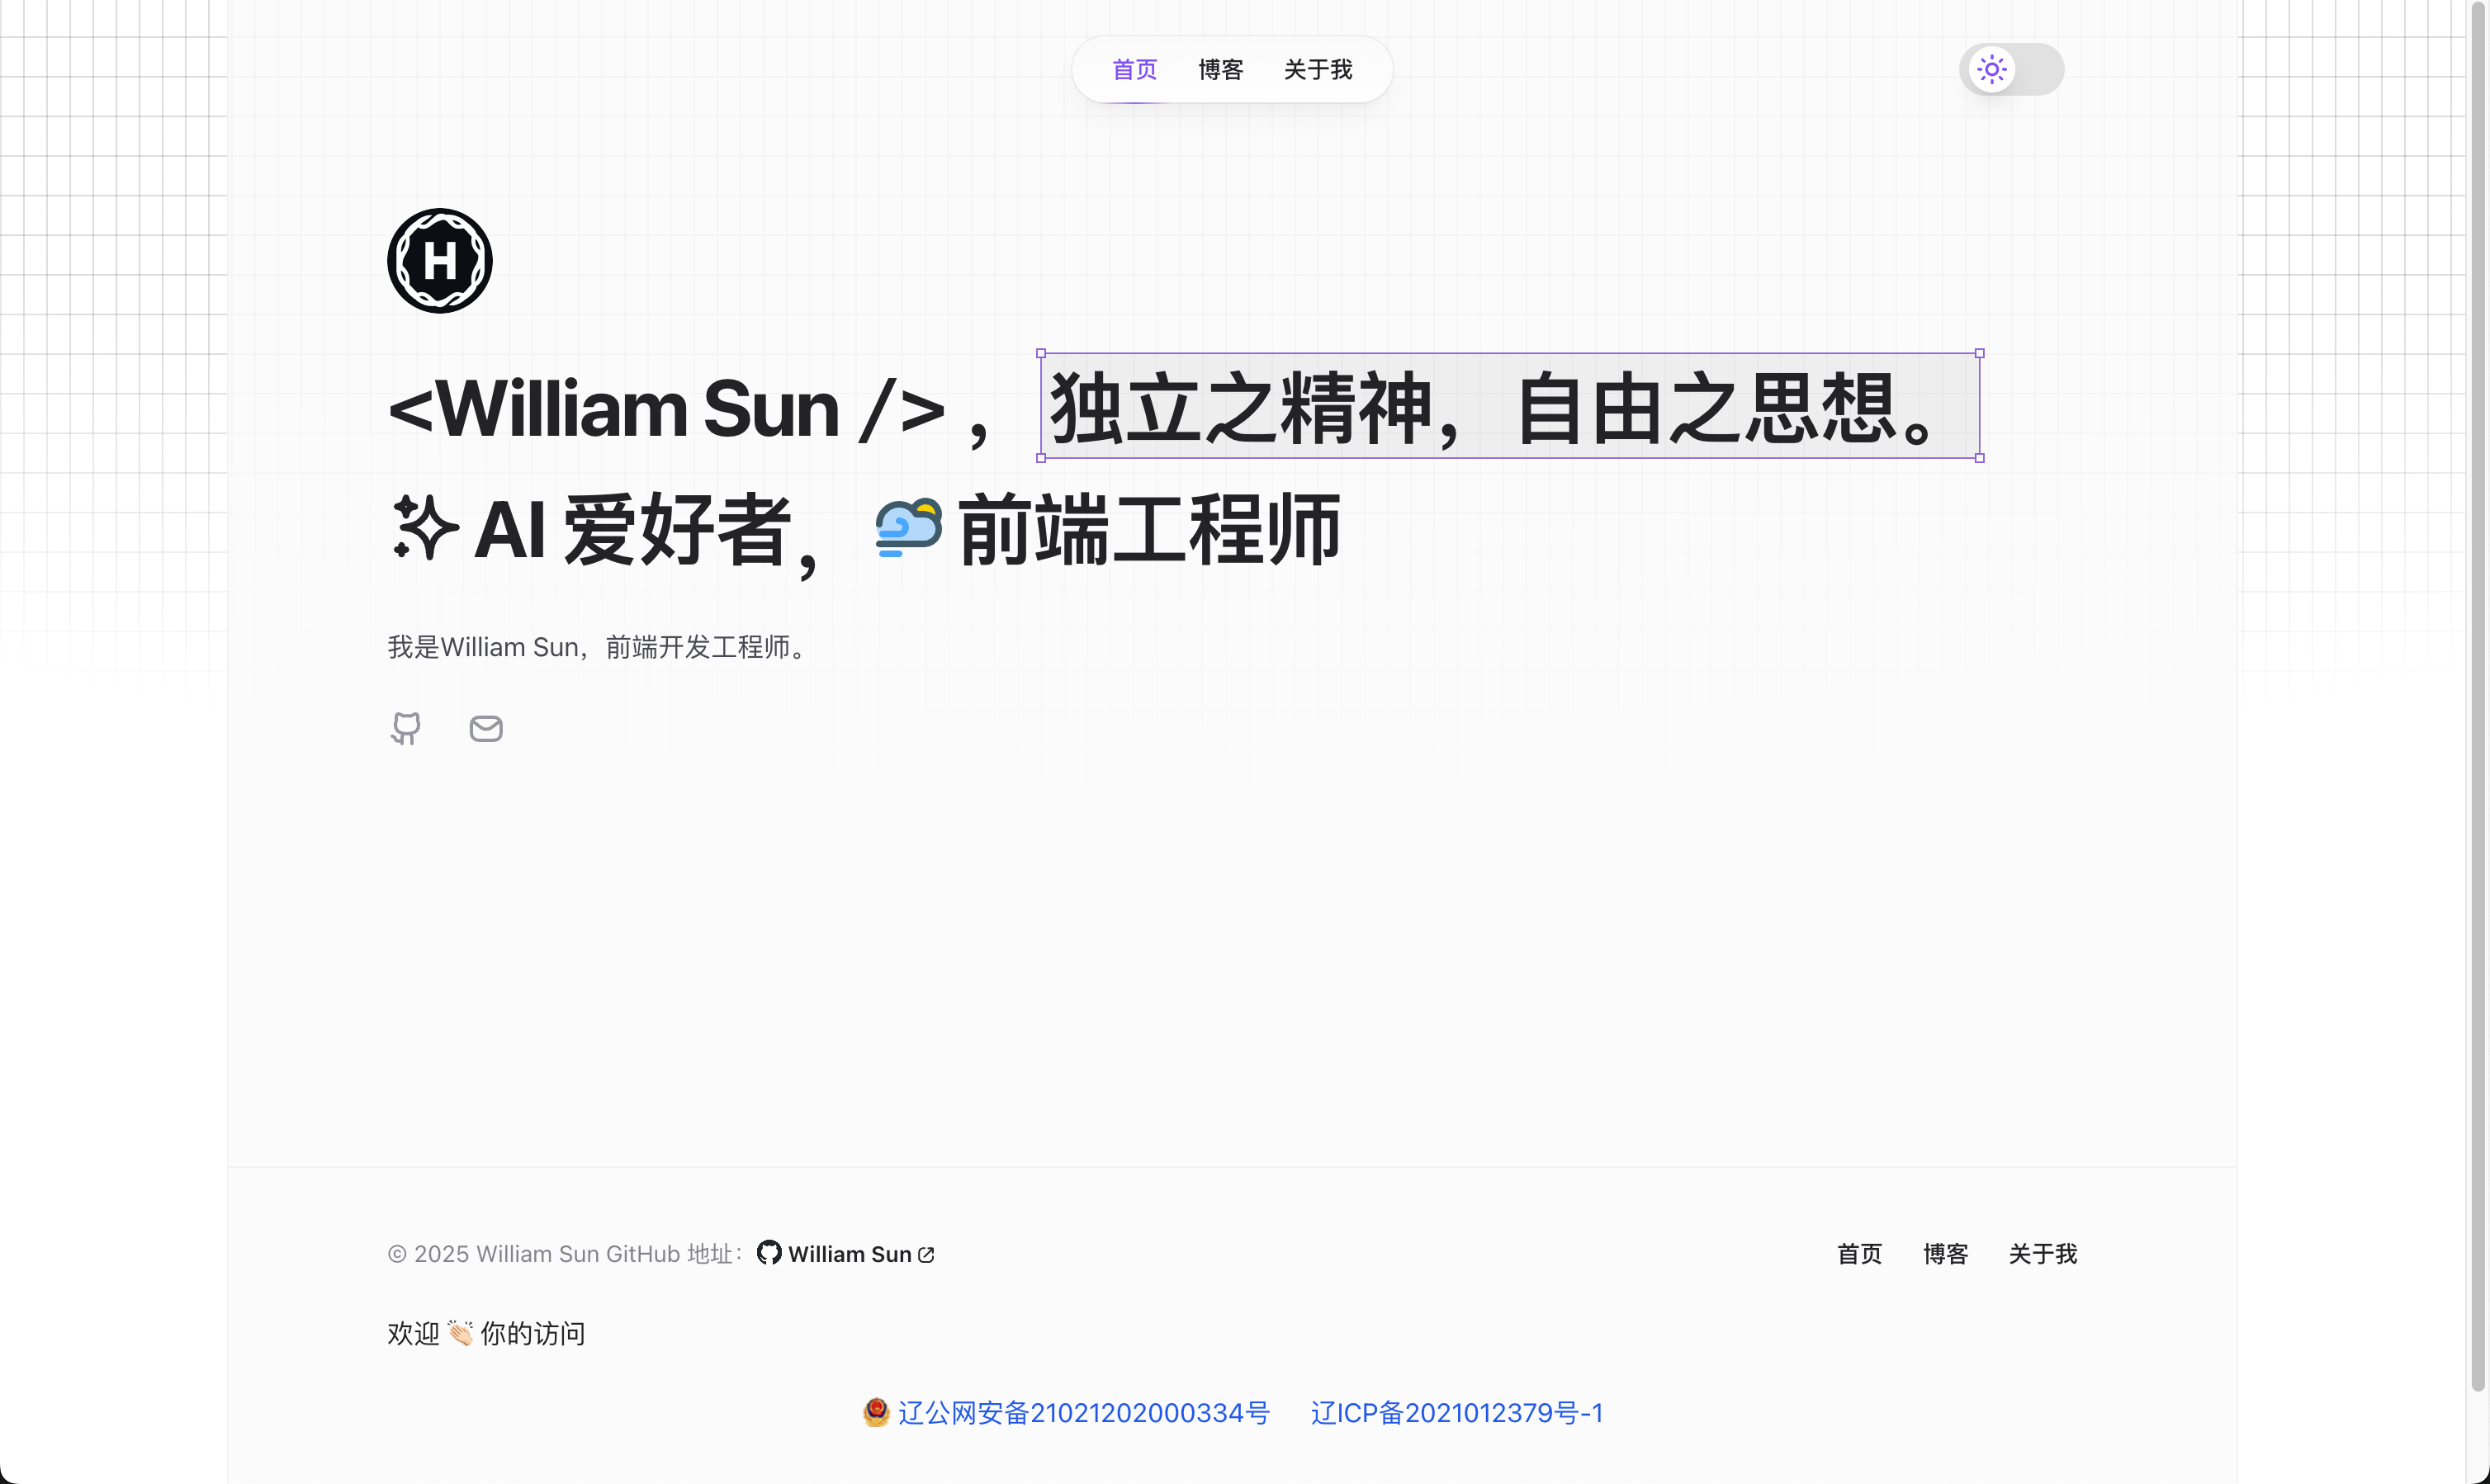 首页 博客 关于我
H
<William Sun />， 独立之精神，自由之思想。
AI 爱好者， 前端工程师
我是William Sun，前端开发工程师。
© 2025 William Sun GitHub 地址： William Sun
首页 博客 关于我
欢迎 👏🏻 你的访问
辽公网安备21021202000334号 辽ICP备2021012379号-1